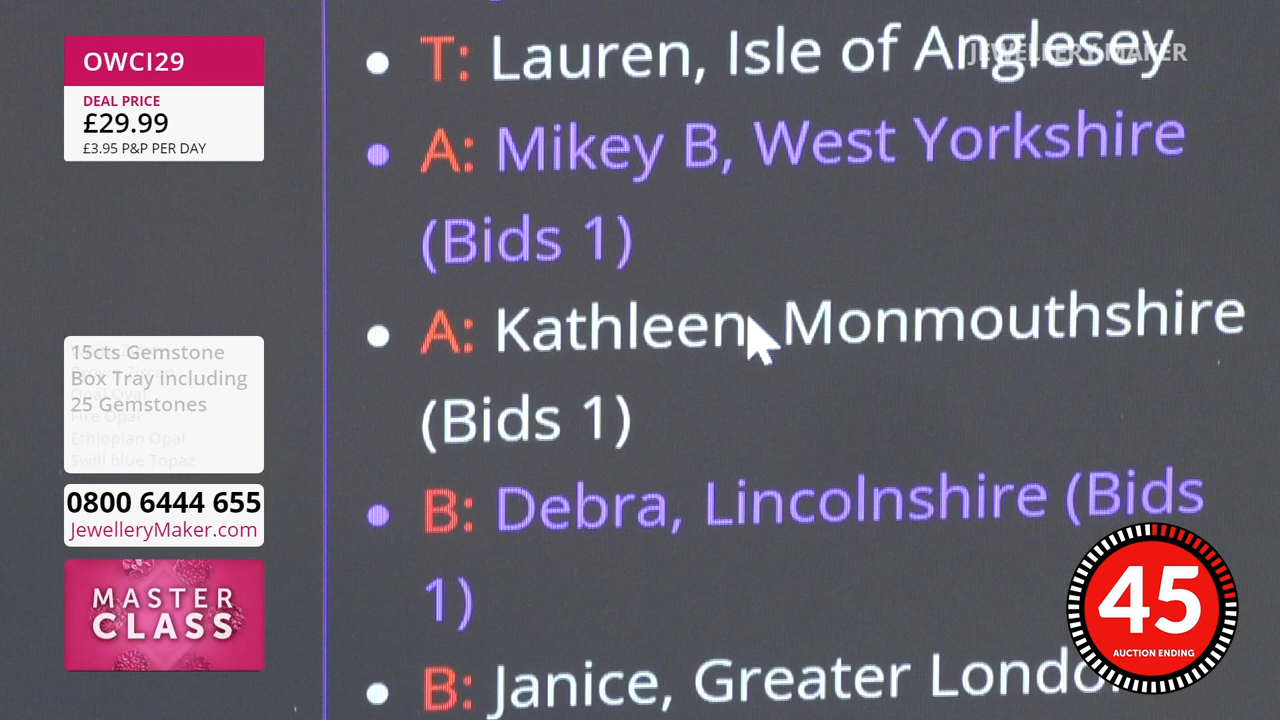 OWCI29
DEAL PRICE
£29.99
£3.95 P&P PER DAY
15cts Gemstone
Box Tray including
25 Gemstones
Fire Opal
Ethiopian Opal
Swiil blue Topaz
0800 6444 655
JewelleryMaker.com
MASTER
CLASS
JEWELLERY MAKER
T: Lauren, Isle of Anglesey
A: Mikey B, West Yorkshire
(Bids 1)
A: Kathleen, Monmouthshire
(Bids 1)
B: Debra, Lincolnshire (Bids
1)
B: Janice, Greater London
45
AUCTION ENDING